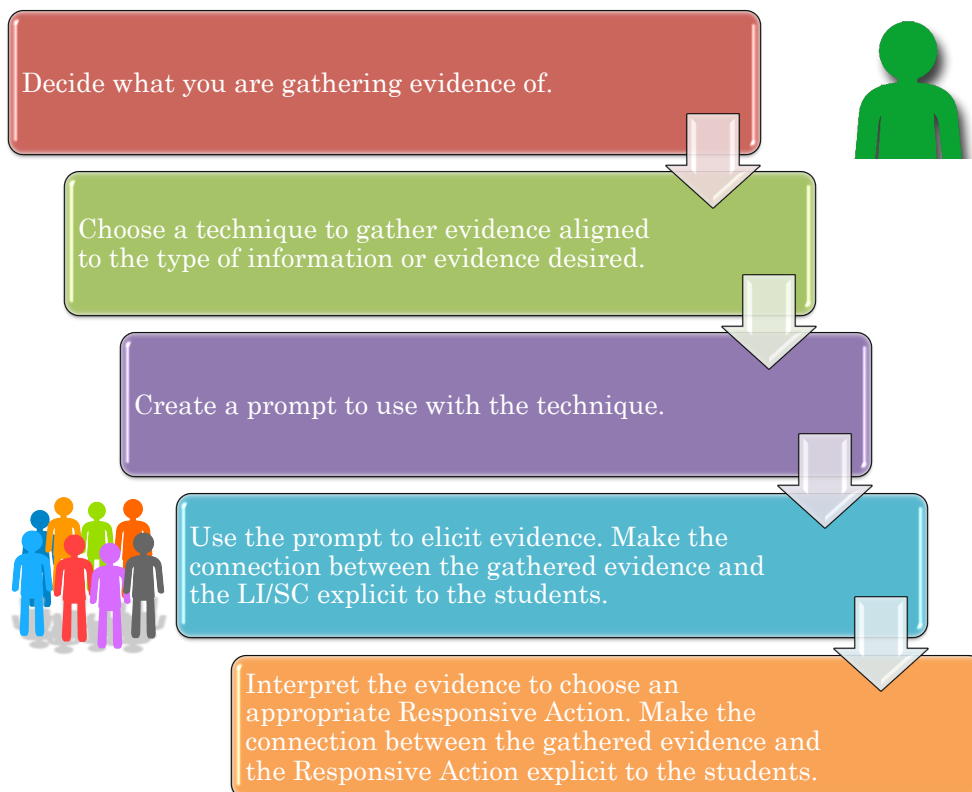 Decide what you are gathering evidence of.
Choose a technique to gather evidence aligned
to the type of information or evidence desired.
Create a prompt to use with the technique.
Use the prompt to elicit evidence. Make the
connection between the gathered evidence and
the LI/SC explicit to the students.
Interpret the evidence to choose an
appropriate Responsive Action. Make the
connection between the gathered evidence and
the Responsive Action explicit to the students.